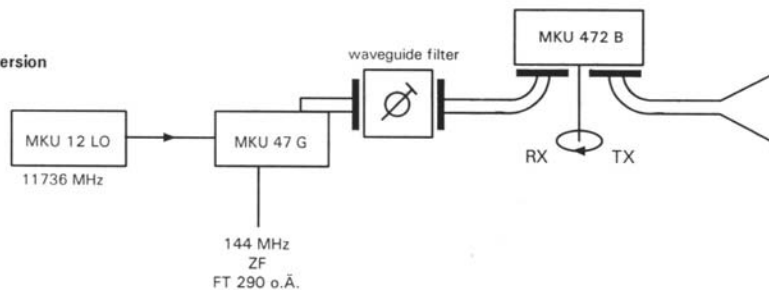 ersion
waveguide filter
MKU 472 B
MKU 12 LO
MKU 47 G
11736 MHz
RX
TX
144 MHz
ZF
FT 290 o.Ä.